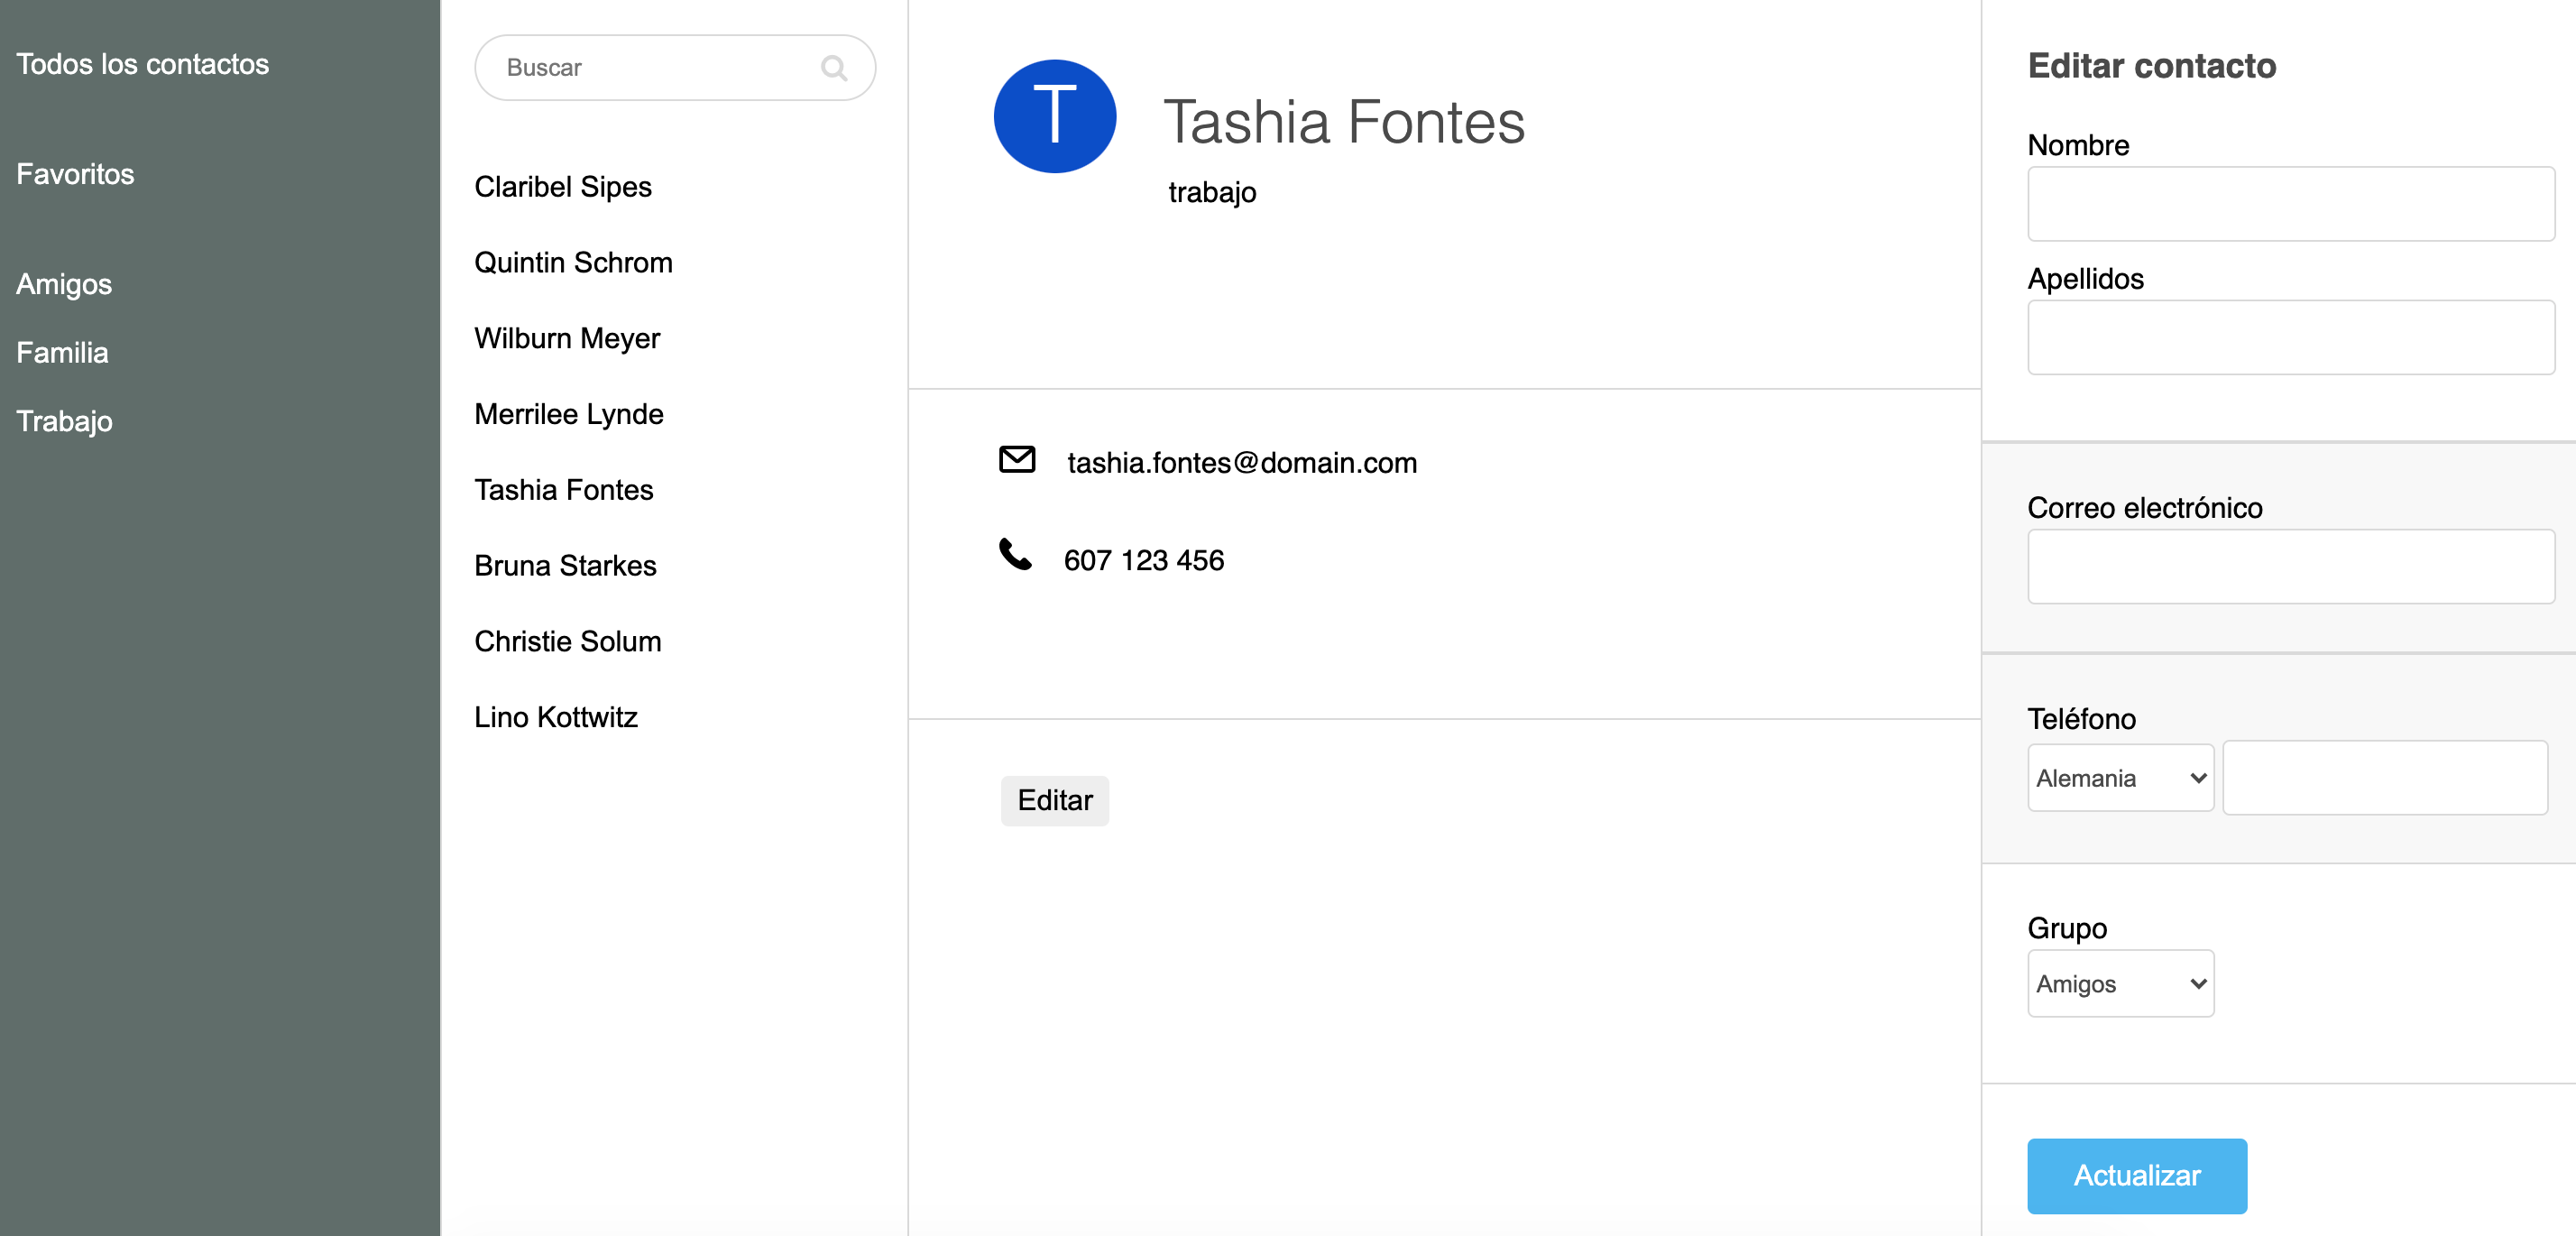 Todos los contactos
Favoritos
Amigos
Familia
Trabajo
Buscar
Claribel Sipes
Quintin Schrom
Wilburn Meyer
Merrilee Lynde
Tashia Fontes
Bruna Starkes
Christie Solum
Lino Kottwitz
T
Tashia Fontes
trabajo
tashia.fontes@domain.com
607 123 456
Editar
Editar contacto
Nombre
Apellidos
Correo electrónico
Teléfono
Alemania
Grupo
Amigos
Actualizar